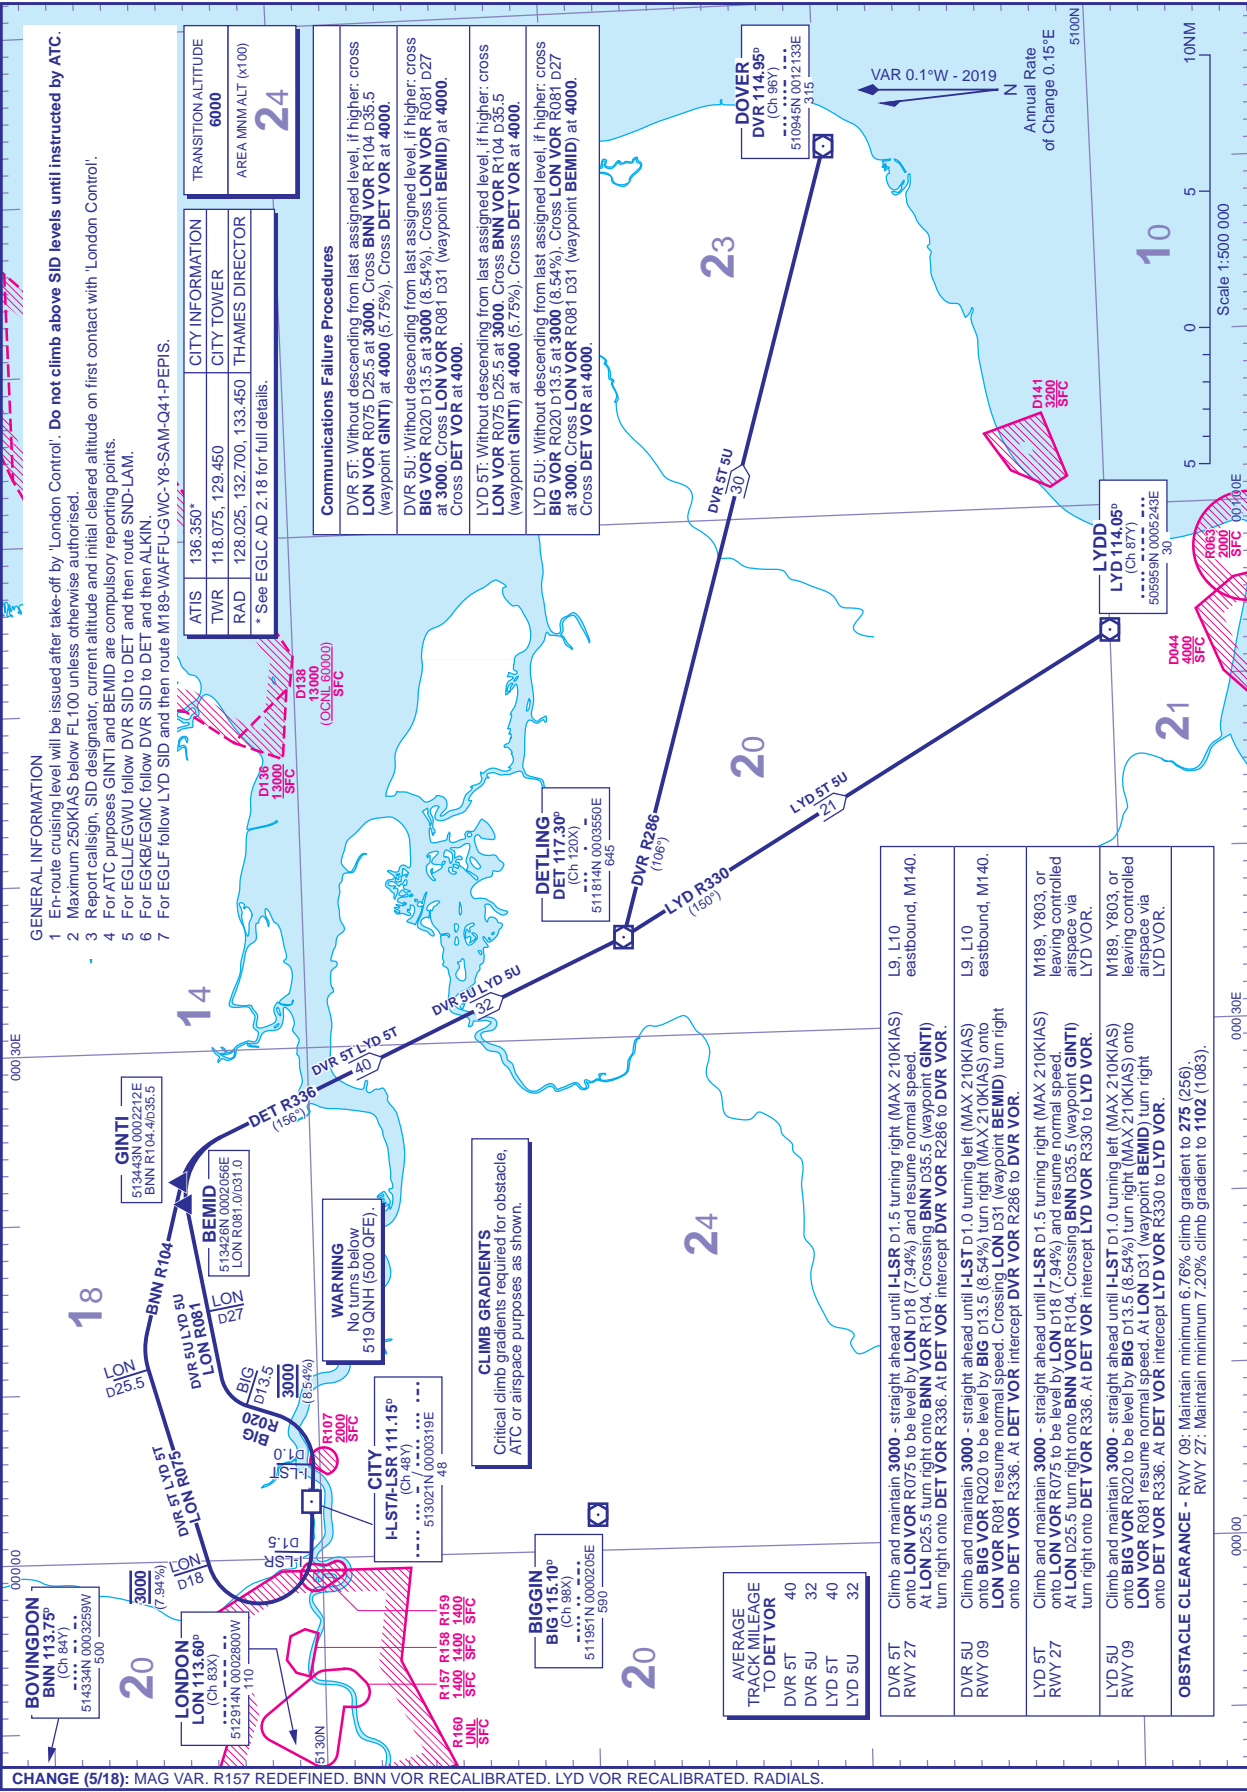 GENERAL INFORMATION
1 En-route cruising level will be issued after take-off by 'London Control'. Do not climb above SID levels until instructed by ATC.
2 Maximum 250KIAS below FL100 unless otherwise authorised.
3 Report callsign, SID designator, current altitude and initial cleared altitude on first contact with 'London Control'.
4 For ATC purposes GINTI and BEMID are compulsory reporting points.
5 For EGLL/EGWU follow DVR SID to DET and then route SND-LAM.
6 For EGKB/EGMC follow DVR SID to DET and then ALKIN.
7 For EGLF follow LYD SID and then route M189-WAFFU-GWC-Y8-SAM-Q41-PEPIS.
ATIS 136.350* CITY INFORMATION
TWR 118.075, 129.450 CITY TOWER
RAD 128.025, 132.700, 133.450 THAMES DIRECTOR
* See EGLC AD 2.18 for full details.
TRANSITION ALTITUDE
6000
AREA MNM ALT (x100)
24
Communications Failure Procedures
DVR 5T: Without descending from last assigned level, if higher: cross
LON VOR R075 D25.5 at 3000. Cross BNN VOR R104 D35.5
(waypoint GINTI) at 4000 (5.75%). Cross DET VOR at 4000.
DVR 5U: Without descending from last assigned level, if higher: cross
BIG VOR R020 D13.5 at 3000 (8.54%). Cross LON VOR R081 D27
at 3000. Cross LON VOR R081 D31 (waypoint BEMID) at 4000.
Cross DET VOR at 4000.
LYD 5T: Without descending from last assigned level, if higher: cross
LON VOR R075 D25.5 at 3000. Cross BNN VOR R104 D35.5
(waypoint GINTI) at 4000 (5.75%). Cross DET VOR at 4000.
LYD 5U: Without descending from last assigned level, if higher: cross
BIG VOR R020 D13.5 at 3000 (8.54%). Cross LON VOR R081 D27
at 3000. Cross LON VOR R081 D31 (waypoint BEMID) at 4000.
Cross DET VOR at 4000.
BOVINGDON
BNN 113.75ᴰ
(Ch 84Y)
514334N 0003259W
500
20
LONDON
LON 113.60ᴰ
(Ch 83X)
512914N 0002800W
110
3000
(7.94%)
LON
D18
DVR 5T LYD 5T
LON R075
LON
D25.5
BNN R104
18
DVR 5U LYD 5U
LON R081
LON
D27
BIG
D13.5
3000
(8.54%)
BIG
R020
I-LSR
D1.5
I-LST
D1.0
GINTI
513443N 0002212E
BNN R104.4/D35.5
BEMID
513426N 0002056E
LON R081.0/D31.0
14
DET R336
(156°)
DVR 5T LYD 5T
40
DVR 5U LYD 5U
32
D136
13000
SFC
D138
13000
(OCNL 60000)
SFC
R107
2000
SFC
R160
UNL
SFC
R157
1400
SFC
R158
1400
SFC
R159
1400
SFC
CITY
I-LST/I-LSR 111.15ᴰ
(Ch 48Y)
513021N 0000319E
48
WARNING
No turns below
519 QNH (500 QFE).
CLIMB GRADIENTS
Critical climb gradients required for obstacle,
ATC or airspace purposes as shown.
BIGGIN
BIG 115.10ᴰ
(Ch 98X)
511951N 0000205E
590
20
24
DETLING
DET 117.30ᴰ
(Ch 120X)
511814N 0003550E
645
DVR R286
(106°)
LYD R330
(150°)
DVR 5T 5U
30
LYD 5T 5U
21
20
23
21
10
DOVER
DVR 114.95ᴰ
(Ch 96Y)
510945N 0012133E
315
LYDD
LYD 114.05ᴰ
(Ch 87Y)
505959N 0005243E
30
D141
3200
SFC
D044
4000
SFC
R063
2000
SFC
VAR 0.1°W - 2019
N
Annual Rate
of Change 0.15°E
5 0 5 10NM
Scale 1:500 000
00000
00030E
5130N
5100N
00000
00030E
00100E
AVERAGE
TRACK MILEAGE
TO DET VOR
DVR 5T 40
DVR 5U 32
LYD 5T 40
LYD 5U 32
DVR 5T
RWY 27
Climb and maintain 3000 - straight ahead until I-LSR D1.5 turning right (MAX 210KIAS)
onto LON VOR R075 to be level by LON D18 (7.94%) and resume normal speed.
At LON D25.5 turn right onto BNN VOR R104. Crossing BNN D35.5 (waypoint GINTI)
turn right onto DET VOR R336. At DET VOR intercept DVR VOR R286 to DVR VOR.
L9, L10
eastbound, M140.
DVR 5U
RWY 09
Climb and maintain 3000 - straight ahead until I-LST D1.0 turning left (MAX 210KIAS)
onto BIG VOR R020 to be level by BIG D13.5 (8.54%) turn right (MAX 210KIAS) onto
LON VOR R081 resume normal speed. Crossing LON D31 (waypoint BEMID) turn right
onto DET VOR R336. At DET VOR intercept DVR VOR R286 to DVR VOR.
L9, L10
eastbound, M140.
LYD 5T
RWY 27
Climb and maintain 3000 - straight ahead until I-LSR D1.5 turning right (MAX 210KIAS)
onto LON VOR R075 to be level by LON D18 (7.94%) and resume normal speed.
At LON D25.5 turn right onto BNN VOR R104. Crossing BNN D35.5 (waypoint GINTI)
turn right onto DET VOR R336. At DET VOR intercept LYD VOR R330 to LYD VOR.
M189, Y803, or
leaving controlled
airspace via
LYD VOR.
LYD 5U
RWY 09
Climb and maintain 3000 - straight ahead until I-LST D1.0 turning left (MAX 210KIAS)
onto BIG VOR R020 to be level by BIG D13.5 (8.54%) turn right (MAX 210KIAS) onto
LON VOR R081 resume normal speed. At LON D31 (waypoint BEMID) turn right
onto DET VOR R336. At DET VOR intercept LYD VOR R330 to LYD VOR.
M189, Y803, or
leaving controlled
airspace via
LYD VOR.
OBSTACLE CLEARANCE - RWY 09: Maintain minimum 6.76% climb gradient to 275 (256).
RWY 27: Maintain minimum 7.20% climb gradient to 1102 (1083).
CHANGE (5/18): MAG VAR. R157 REDEFINED. BNN VOR RECALIBRATED. LYD VOR RECALIBRATED. RADIALS.